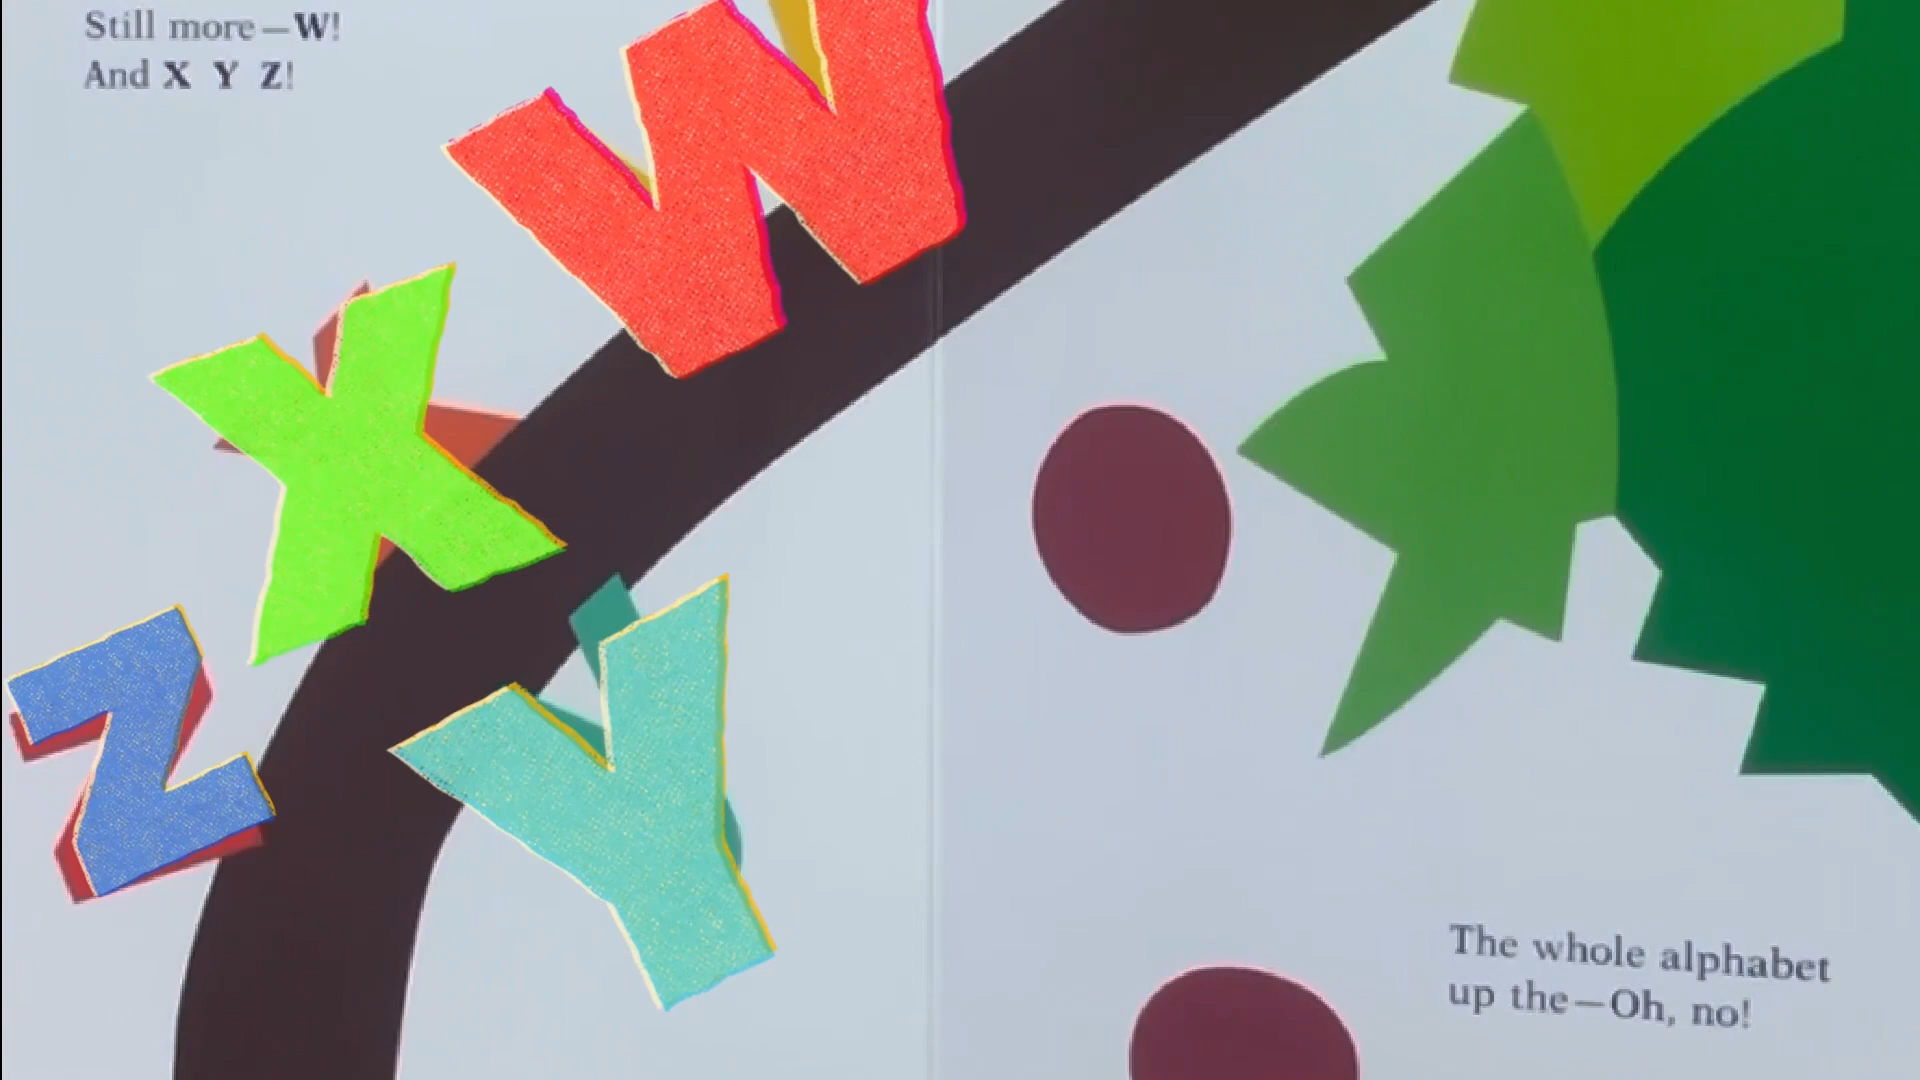 Still more—W!
And X Y Z!
W
X
Z
Y
The whole alphabet
up the—Oh, no!